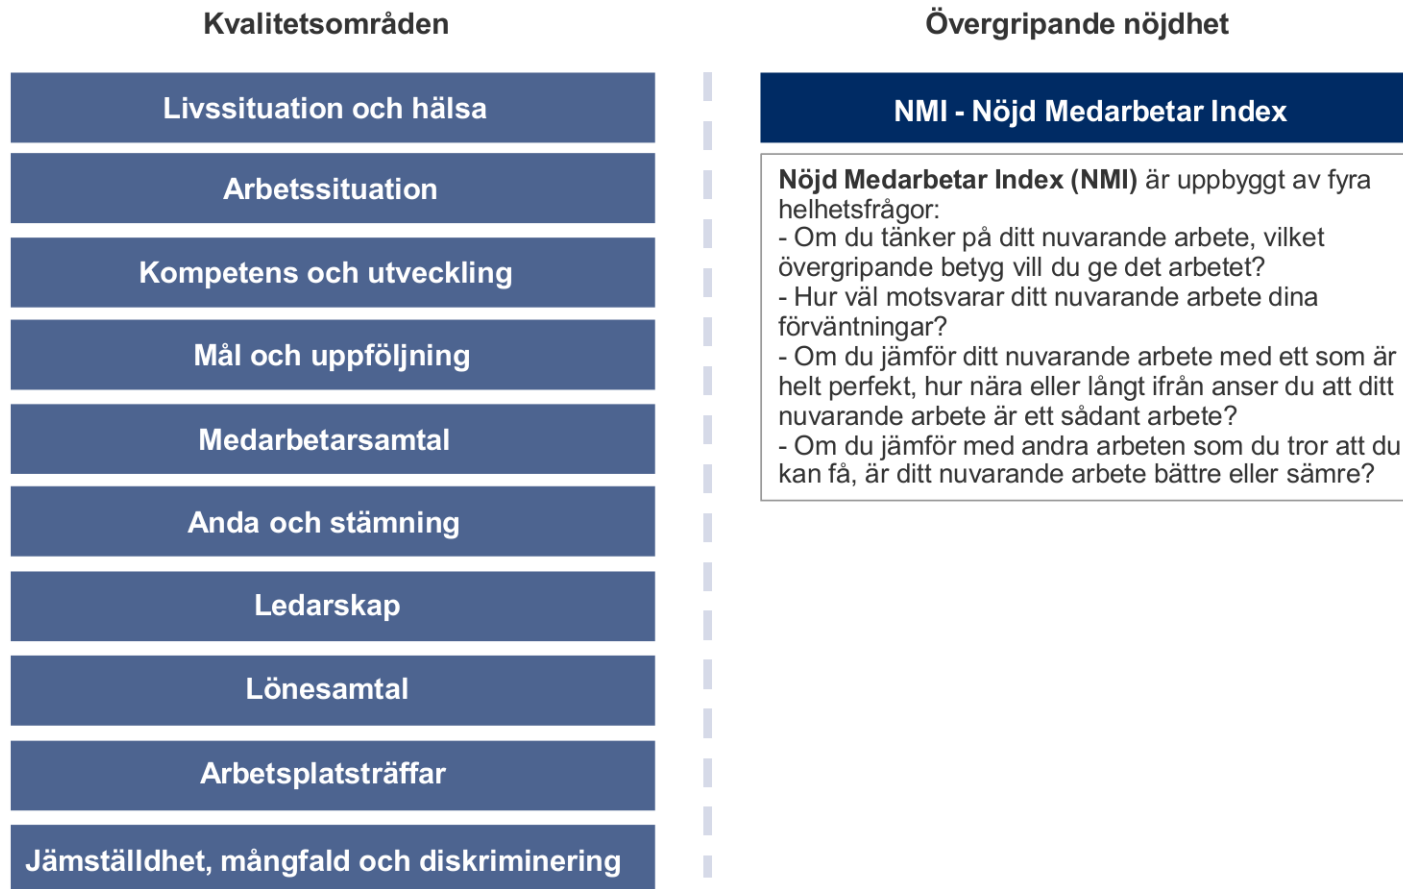 Kvalitetsområden
Livssituation och hälsa
Arbetssituation
Kompetens och utveckling
Mål och uppföljning
Medarbetarsamtal
Anda och stämning
Ledarskap
Lönesamtal
Arbetsplatsträffar
Jämställdhet, mångfald och diskriminering
Övergripande nöjdhet
NMI - Nöjd Medarbetar Index
Nöjd Medarbetar Index (NMI) är uppbyggt av fyra
helhetsfrågor:
- Om du tänker på ditt nuvarande arbete, vilket
övergripande betyg vill du ge det arbetet?
- Hur väl motsvarar ditt nuvarande arbete dina
förväntningar?
- Om du jämför ditt nuvarande arbete med ett som är
helt perfekt, hur nära eller långt ifrån anser du att ditt
nuvarande arbete är ett sådant arbete?
- Om du jämför med andra arbeten som du tror att du
kan få, är ditt nuvarande arbete bättre eller sämre?